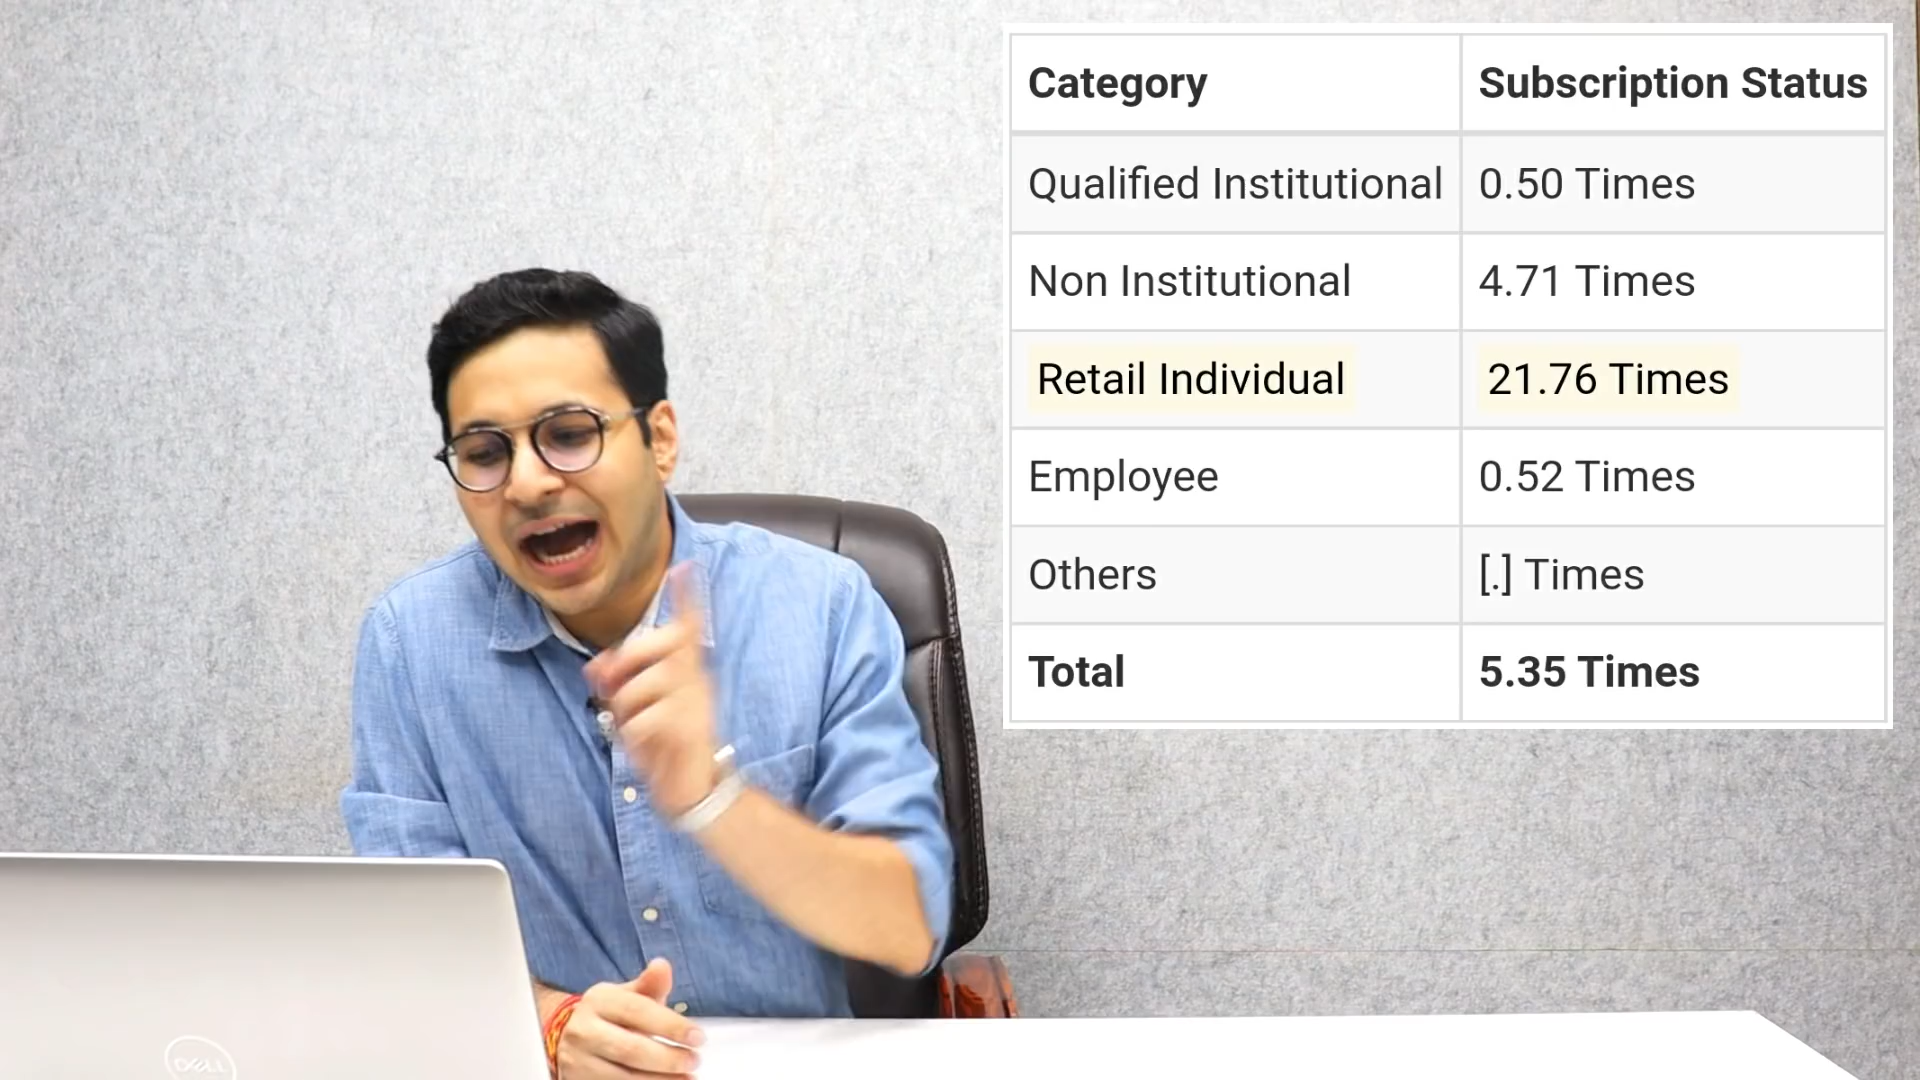 Category Subscription Status
Qualified Institutional 0.50 Times
Non Institutional 4.71 Times
Retail Individual 21.76 Times
Employee 0.52 Times
Others [.] Times
Total 5.35 Times
DELL